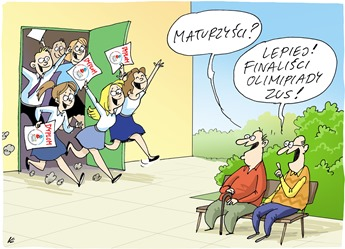 MATURZYŚCI?
LEPIEJ!
FINALIŚCI
OLIMPIADY
ZUS!